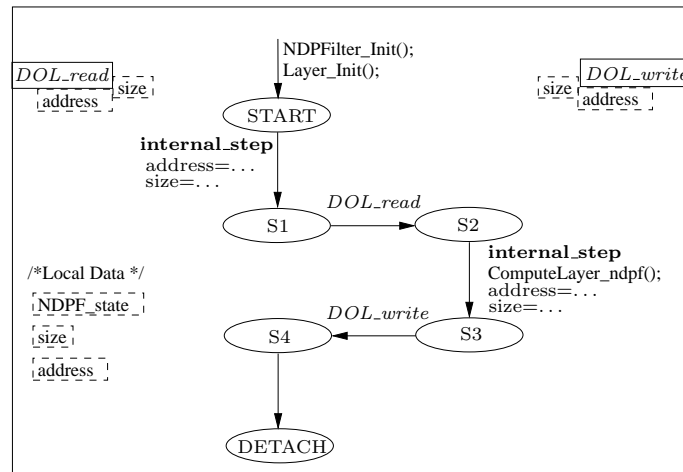 NDPFilter_Init();
Layer_Init();
DOL_read
size
address
DOL_write
size
address
START
internal_step
address=...
size=...
DOL_read
S1
S2
internal_step
ComputeLayer_ndpf();
address=...
size=...
/*Local Data */
NDPF_state
size
address
DOL_write
S4
S3
DETACH